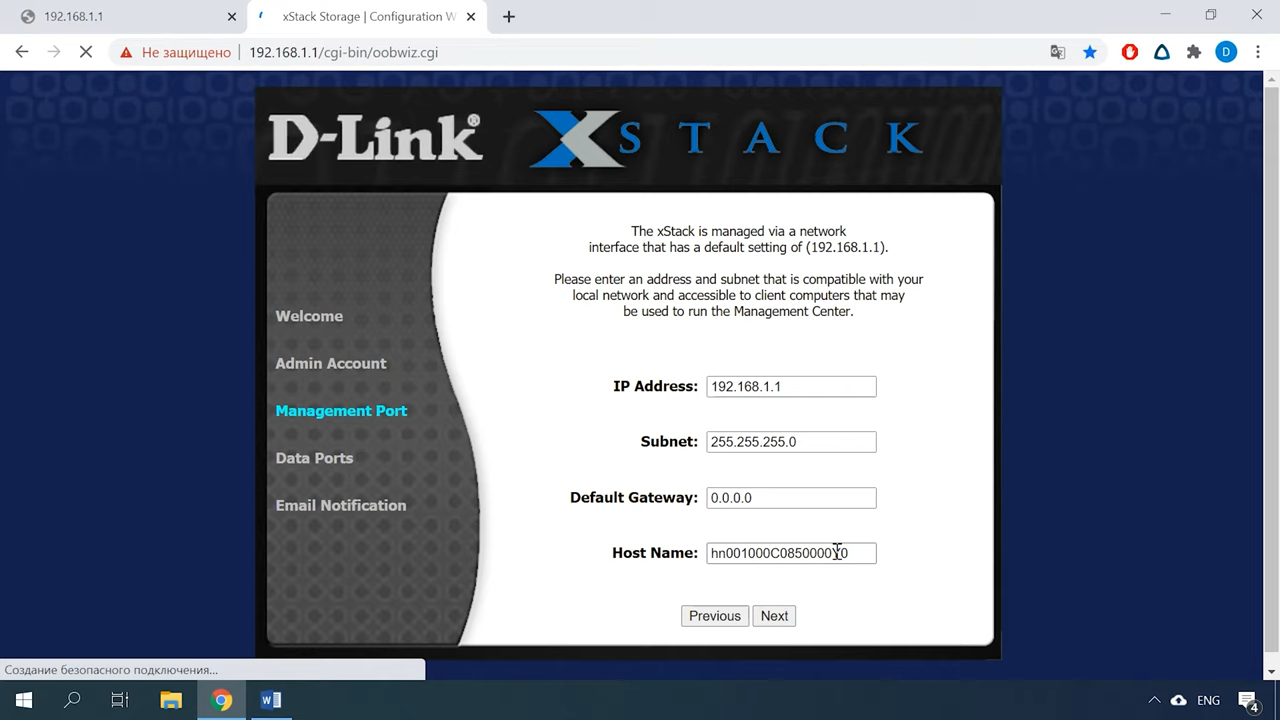 192.168.1.1
xStack Storage | Configuration W
Не защищено
192.168.1.1/cgi-bin/oobwiz.cgi
D
D-Link®
XSTACK
The xStack is managed via a network
interface that has a default setting of (192.168.1.1).
Please enter an address and subnet that is compatible with your
local network and accessible to client computers that may
be used to run the Management Center.
Welcome
Admin Account
Management Port
Data Ports
Email Notification
IP Address: 192.168.1.1
Subnet: 255.255.255.0
Default Gateway: 0.0.0.0
Host Name:
Previous Next
Создание безопасного подключения...
ENG
4